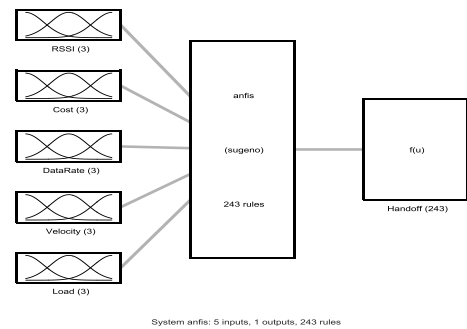 RSSI (3)
Cost (3)
DataRate (3)
Velocity (3)
Load (3)
anfis
(sugeno)
243 rules
f(u)
Handoff (243)
System anfis: 5 inputs, 1 outputs, 243 rules